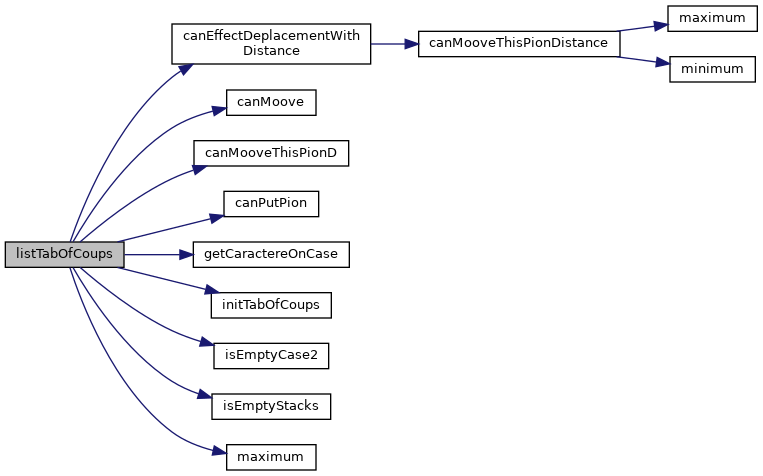 listTabOfCoups
canEffectDeplacementWith
Distance
canMooveThisPionDistance
maximum
minimum
canMoove
canMooveThisPionD
canPutPion
getCaractereOnCase
initTabOfCoups
isEmptyCase2
isEmptyStacks
maximum